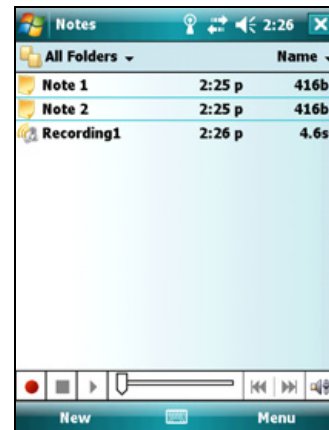 Notes 2:26
All Folders Name
Note 1 2:25 p 416b
Note 2 2:25 p 416b
Recording1 2:26 p 4.6s
New Menu